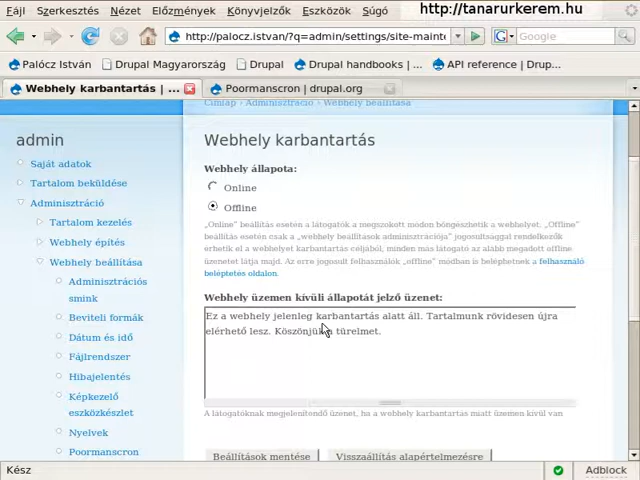 Fájl Szerkesztés Nézet Előzmények Könyvjelzők Eszközök Súgó http://tanarurkerem.hu
http://palocz.istvan/?q=admin/settings/site-mainte Google
Palócz István Drupal Magyarország Drupal Drupal handbooks | ... API reference | Drup...
Webhely karbantartás | ... Poormanscron | drupal.org
Címlap › Adminisztráció › Webhely beállítása
admin
Saját adatok
Tartalom beküldése
Adminisztráció
Tartalom kezelés
Webhely építés
Webhely beállítása
Adminisztrációs
smink
Beviteli formák
Dátum és idő
Fájlrendszer
Hibajelentés
Képkezelő
eszközkészlet
Nyelvek
Poormanscron
Webhely karbantartás
Webhely állapota:
Online
Offline
„Online” beállítás esetén a látogatók a megszokott módon böngészhetik a webhelyet. „Offline”
beállítás esetén csak a „webhely beállítások adminisztrációja” jogosultsággal rendelkezők
érhetik el a webhelyet karbantartás céljából, minden más látogató az alább megadott offline
üzenetet látja majd. Az erre jogosult felhasználók „offline” módban is beléphetnek a felhasználó
beléptetés oldalon.
Webhely üzemen kívüli állapotát jelző üzenet:
Ez a webhely jelenleg karbantartás alatt áll. Tartalmunk rövidesen újra
elérhető lesz. Köszönjük a türelmet.
A látogatóknak megjelenítendő üzenet, ha a webhely karbantartás miatt üzemen kívül van
Beállítások mentése Visszaállítás alapértelmezésre
Kész Adblock